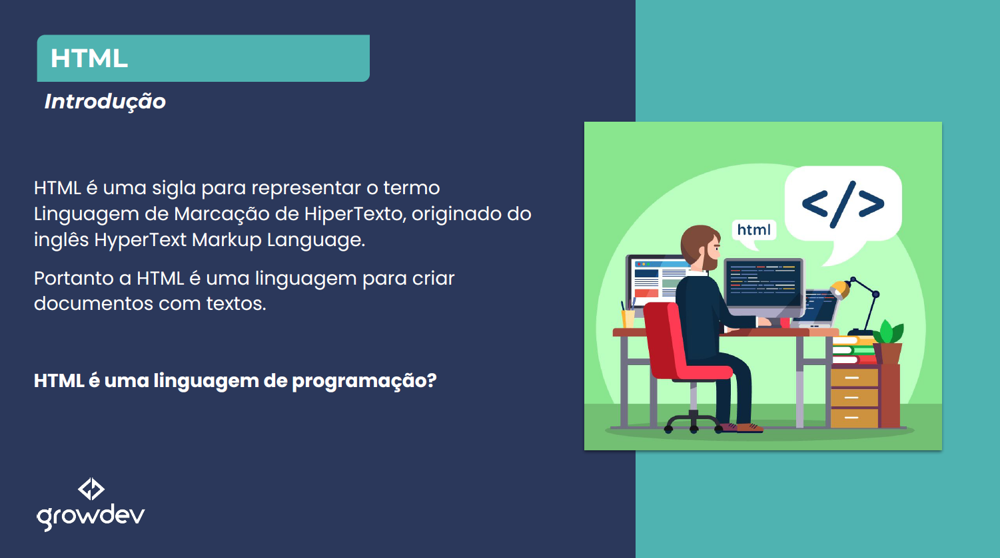 HTML
Introdução
HTML é uma sigla para representar o termo
Linguagem de Marcação de HiperTexto, originado do
inglês HyperText Markup Language.
Portanto a HTML é uma linguagem para criar
documentos com textos.
HTML é uma linguagem de programação?
</>
html
growdev